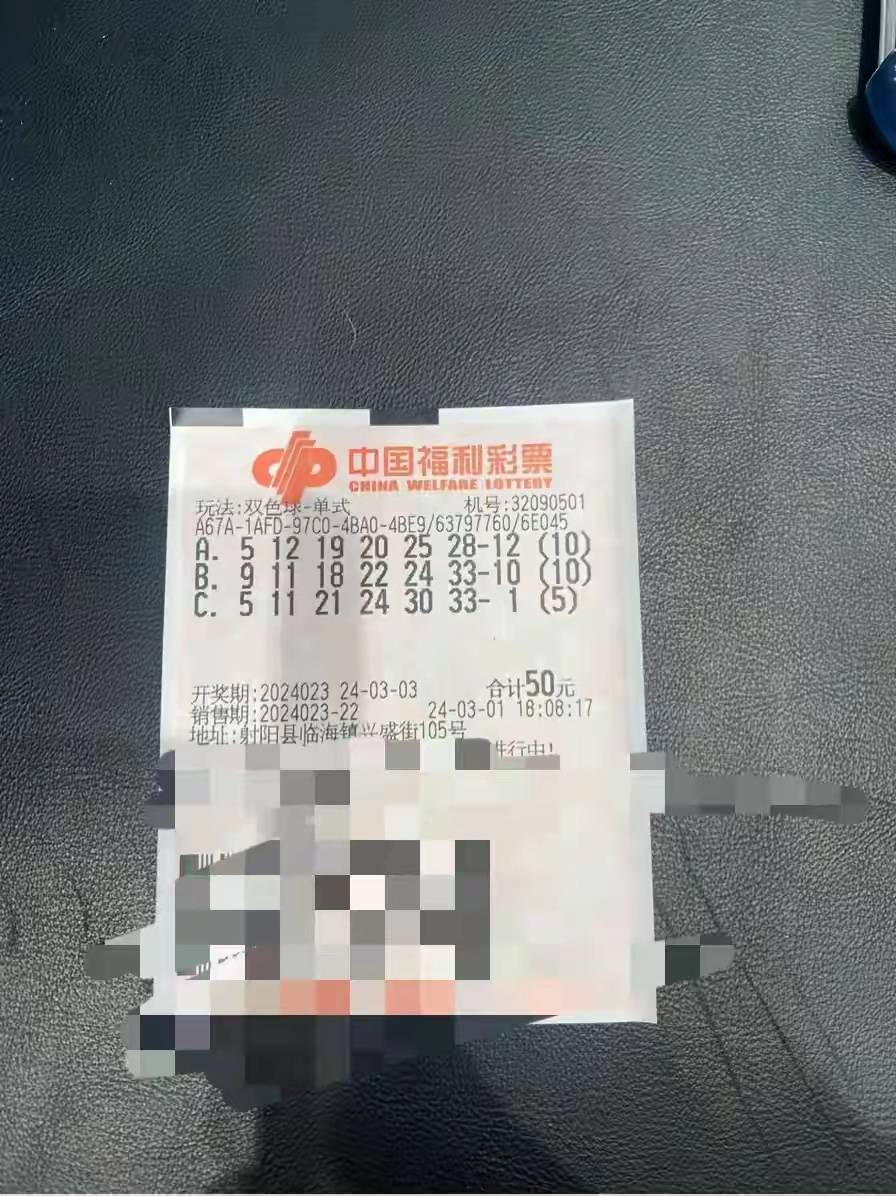 中国福利彩票
CHINA WELFARE LOTTERY
玩法:双色球-单式 机号:32090501
A67A-1AFD-97C0-4BA0-4BE9/63797760/6E045
A. 5 12 19 20 25 28-12 (10)
B. 9 11 18 22 24 33-10 (10)
C. 5 11 21 24 30 33- 1 (5)
开奖期:2024023 24-03-03 合计50元
销售期:2024023-22 24-03-01 18:08:17
地址:射阳县临海镇兴盛街105号
进行中!